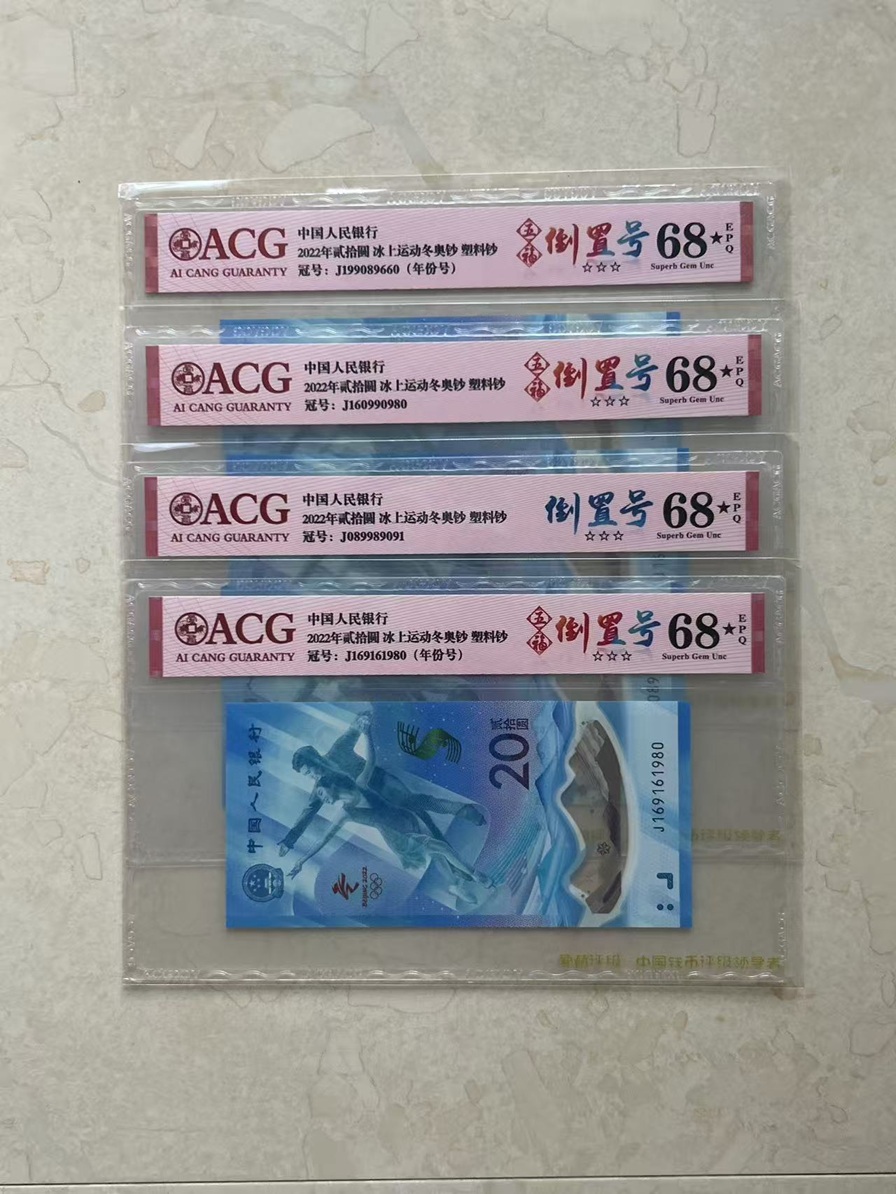 ACG
AI CANG GUARANTY
中国人民银行
2022年贰拾圆 冰上运动冬奥钞 塑料钞
冠号：J199089660（年份号）
五福
倒置号
☆☆☆
68★
EPQ
Superb Gem Unc
ACG
AI CANG GUARANTY
中国人民银行
2022年贰拾圆 冰上运动冬奥钞 塑料钞
冠号：J160990980
五福
倒置号
☆☆☆
68★
EPQ
Superb Gem Unc
ACG
AI CANG GUARANTY
中国人民银行
2022年贰拾圆 冰上运动冬奥钞 塑料钞
冠号：J089989091
倒置号
☆☆☆
68★
EPQ
Superb Gem Unc
ACG
AI CANG GUARANTY
中国人民银行
2022年贰拾圆 冰上运动冬奥钞 塑料钞
冠号：J169161980（年份号）
五福
倒置号
☆☆☆
68★
EPQ
Superb Gem Unc
中国人民银行
BEIJING 2022
20
贰拾圆
J169161980